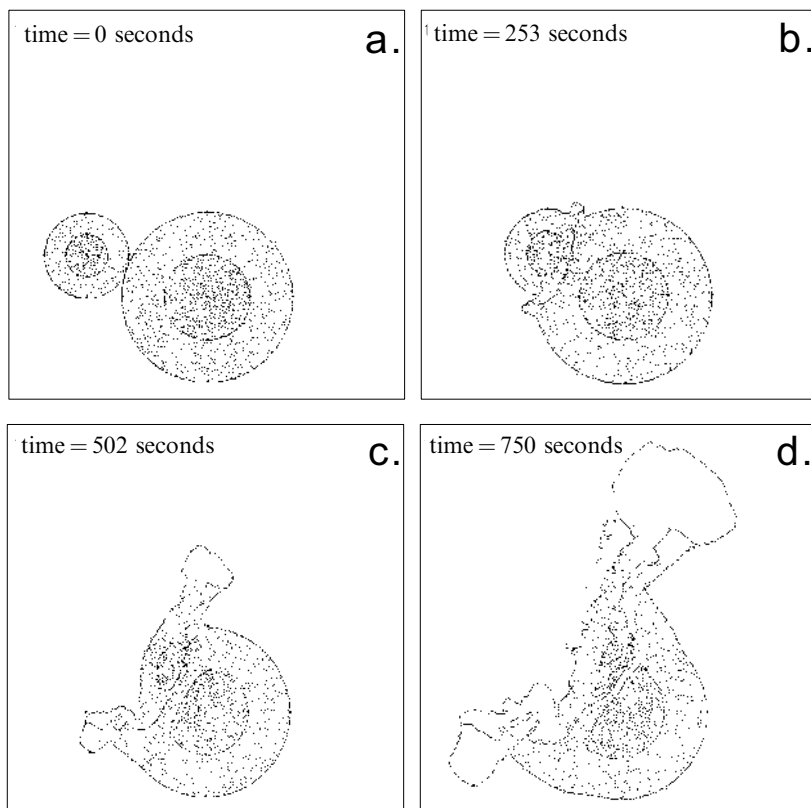 time = 0 seconds
a.
time = 253 seconds
b.
time = 502 seconds
c.
time = 750 seconds
d.